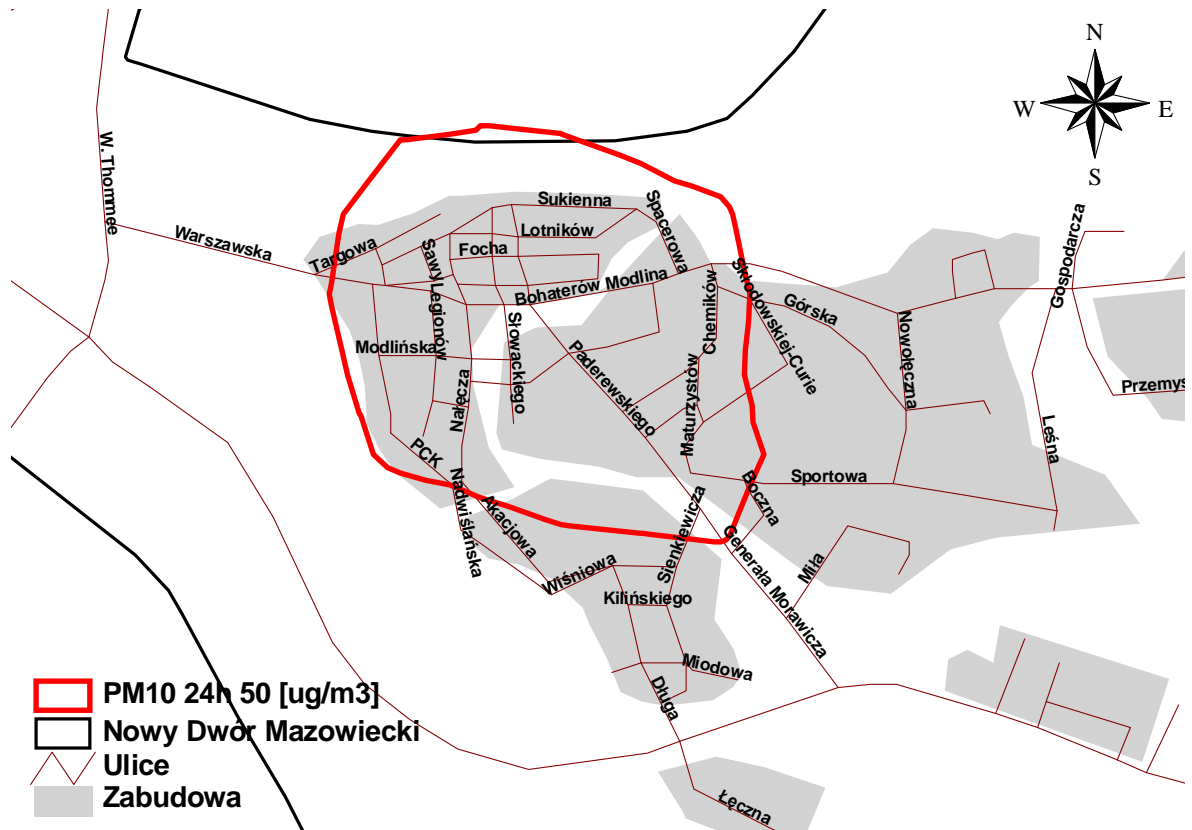 N
W
E
S
W. Thommee
Warszawska
Targowa
Sukienna
Spacerowa
Lotników
Focha
Sawy
Legionów
Bohaterów Modlina
Chemików
Skłodowskiej-Curie
Górska
Nowołęczna
Gospodarcza
Przemys
Leśna
Modlińska
Słowackiego
Paderewskiego
Nałęcza
Maturzystów
PCK
Nadwiślańska
Akacjowa
Wiśniowa
Sienkiewicza
Boczna
Sportowa
Generała Morawicza
Miła
Kilińskiego
Miodowa
Długa
Łęczna
PM10 24h 50 [ug/m3]
Nowy Dwór Mazowiecki
Ulice
Zabudowa